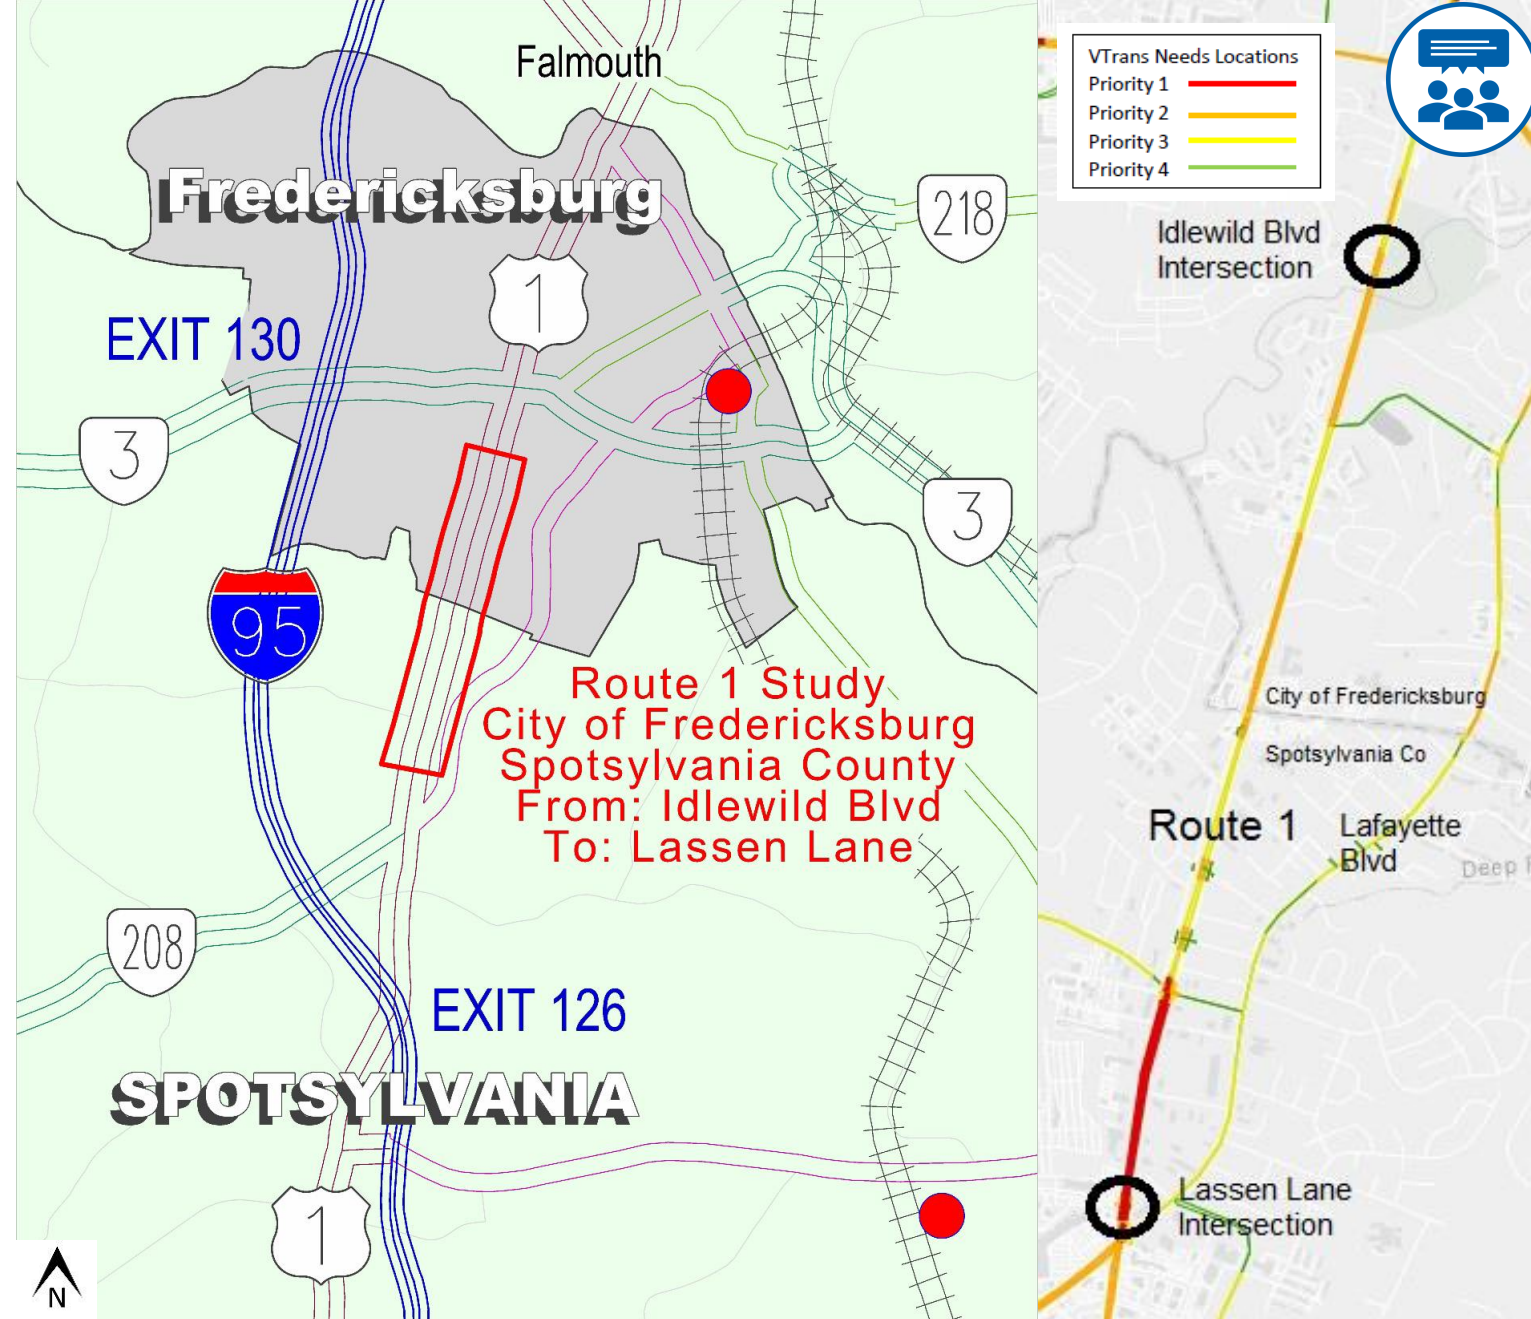 Falmouth
Fredericksburg
218
1
EXIT 130
3
3
95
Route 1 Study
City of Fredericksburg
Spotsylvania County
From: Idlewild Blvd
To: Lassen Lane
208
EXIT 126
SPOTSYLVANIA
1
N
VTrans Needs Locations
Priority 1
Priority 2
Priority 3
Priority 4
Idlewild Blvd
Intersection
City of Fredericksburg
Spotsylvania Co
Route 1
Lafayette
Blvd
Deep
Lassen Lane
Intersection